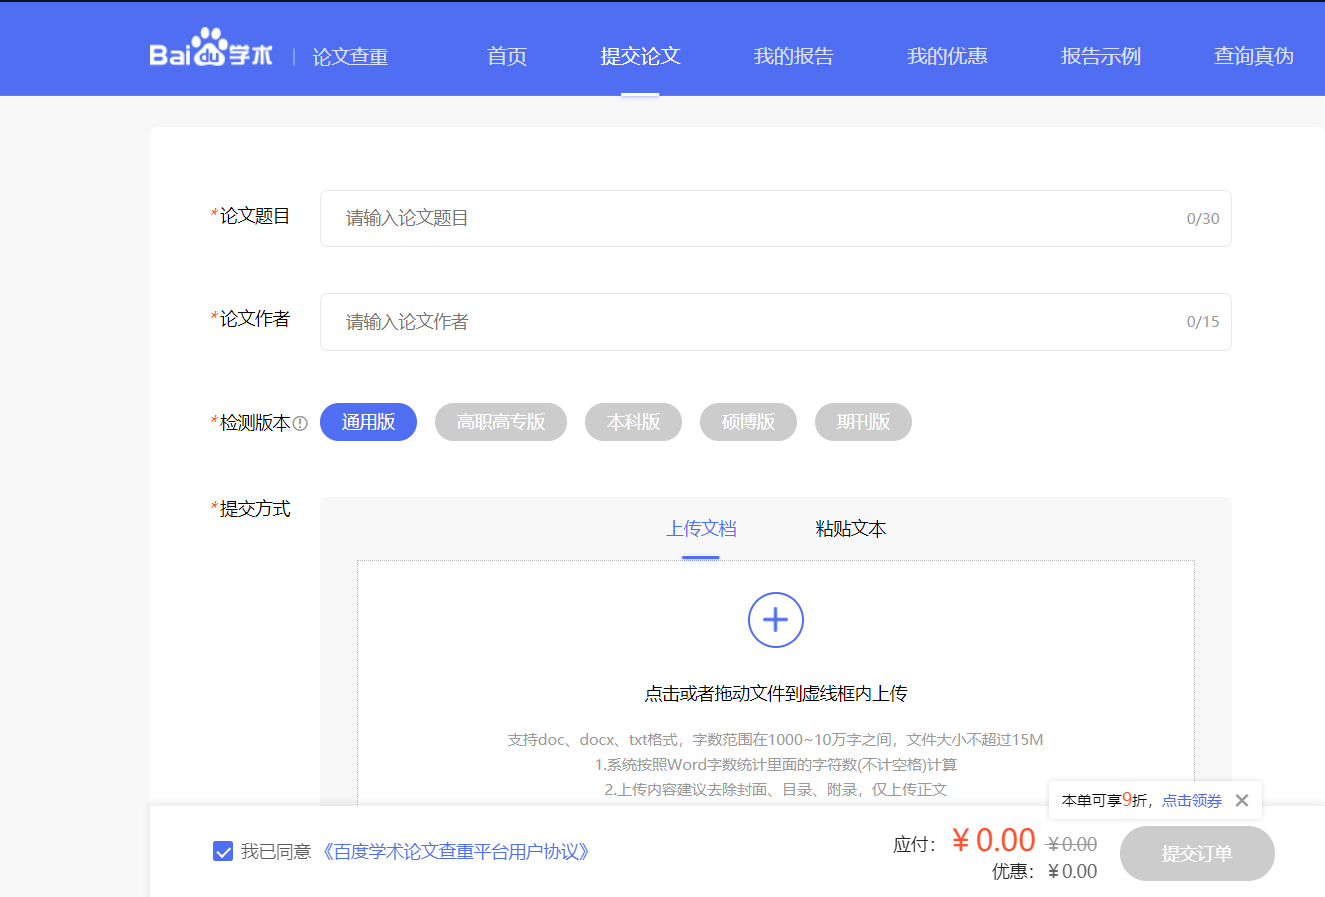 Bai du 学术 | 论文查重 首页 提交论文 我的报告 我的优惠 报告示例 查询真伪
*论文题目 请输入论文题目 0/30
*论文作者 请输入论文作者 0/15
*检测版本 通用版 高职高专版 本科版 硕博版 期刊版
*提交方式 上传文档 粘贴文本
点击或者拖动文件到虚线框内上传
支持doc、docx、txt格式，字数范围在1000~10万字之间，文件大小不超过15M
1.系统按照Word字数统计里面的字符数(不计空格)计算
2.上传内容建议去除封面、目录、附录，仅上传正文
本单可享9折，点击领券 ×
我已同意《百度学术论文查重平台用户协议》 应付：￥0.00 ￥0.00 提交订单
优惠：￥0.00